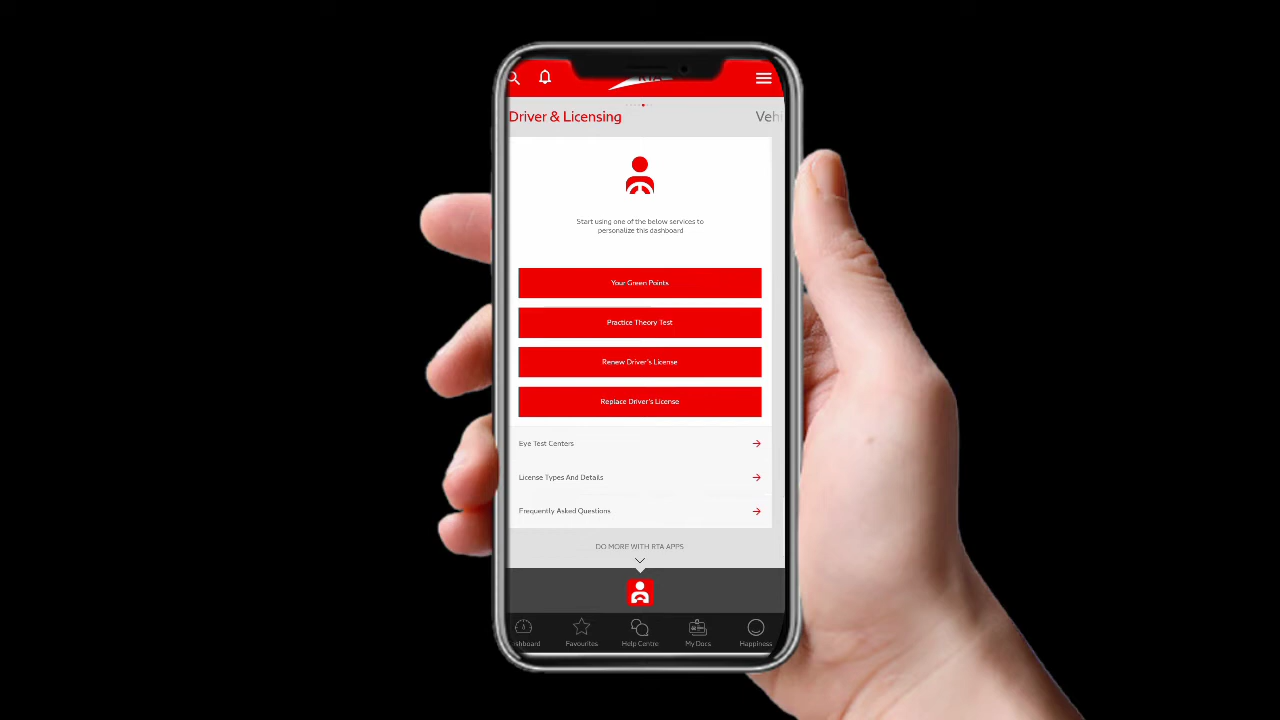 RTA
Driver & Licensing
Veh
Start using one of the below services to
personalize this dashboard
Your Green Points
Practice Theory Test
Renew Driver's License
Replace Driver's License
Eye Test Centers
License Types And Details
Frequently Asked Questions
DO MORE WITH RTA APPS
shboard
Favourites
Help Centre
My Docs
Happiness